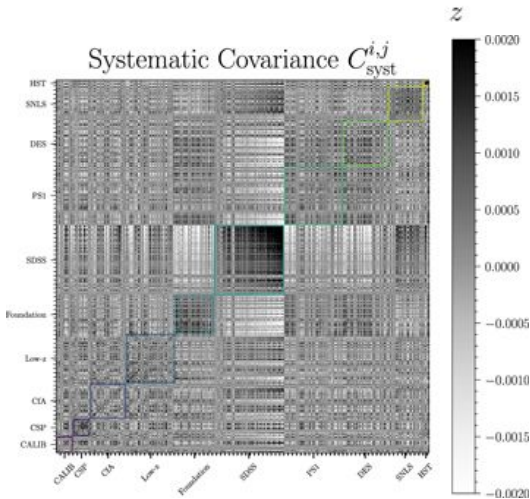 z
Systematic Covariance C^{i,j}_{syst}
HST
SNLS
DES
PS1
SDSS
Foundation
Low-z
CfA
CSP
CALIB
CALIB
CSP
CfA
Low-z
Foundation
SDSS
PS1
DES
SNLS
HST
0.0020
0.0015
0.0010
0.0005
0.0000
−0.0005
−0.0010
−0.0015
−0.0020